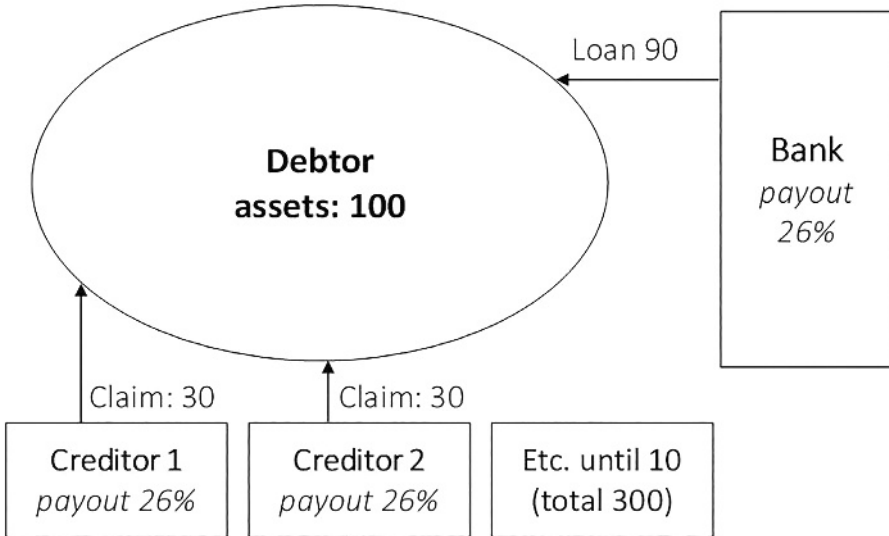 Loan 90
Debtor
assets: 100
Bank
payout
26%
Claim: 30
Claim: 30
Creditor 1
payout 26%
Creditor 2
payout 26%
Etc. until 10
(total 300)